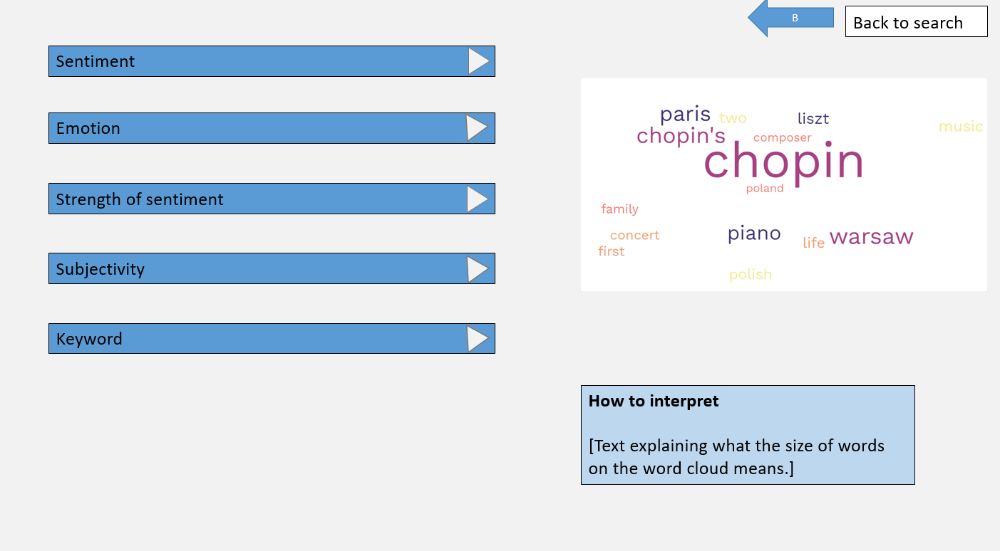 B
Back to search
Sentiment
Emotion
Strength of sentiment
Subjectivity
Keyword
paris
two
liszt
music
chopin's
composer
chopin
poland
family
concert
first
piano
life
warsaw
polish
How to interpret
[Text explaining what the size of words
on the word cloud means.]